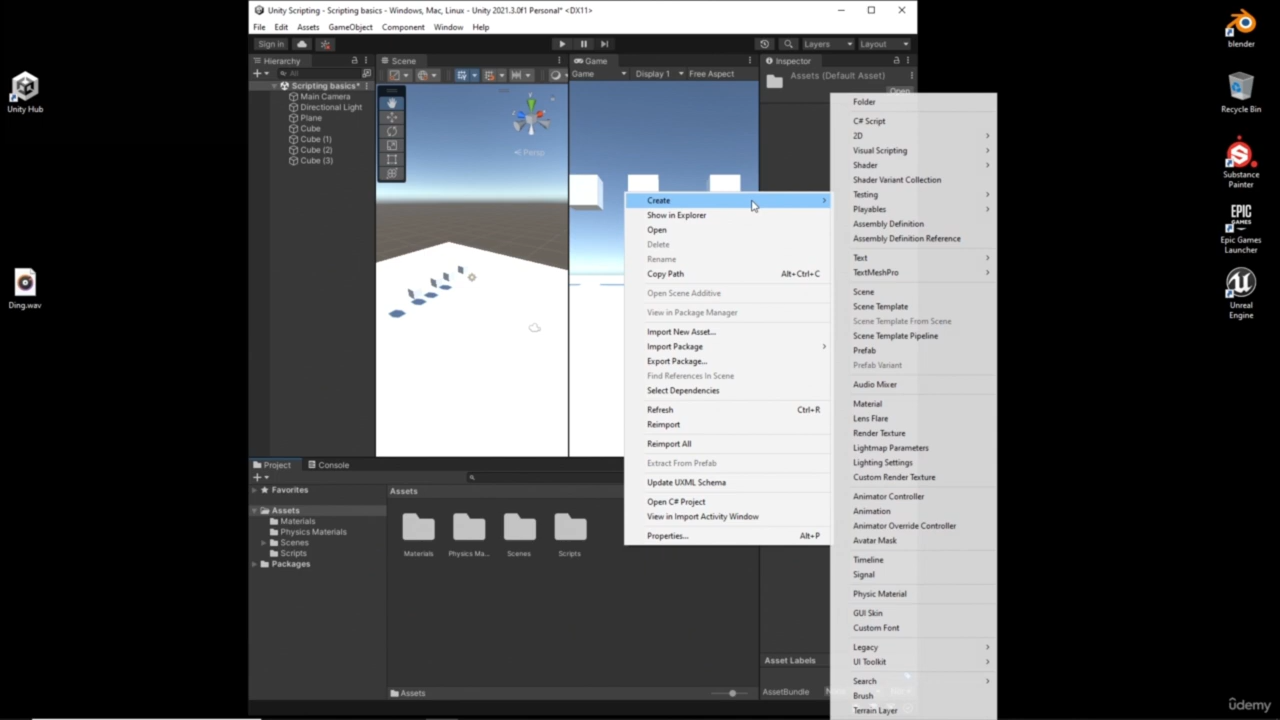 Unity Scripting - Scripting basics - Windows, Mac, Linux - Unity 2021.3.0f1 Personal* <DX11>
File Edit Assets GameObject Component Window Help
Sign in
Layers Layout
Hierarchy
All
Scripting basics*
Main Camera
Directional Light
Plane
Cube
Cube (1)
Cube (2)
Cube (3)
Scene
Persp
Game
Game Display 1 Free Aspect
Inspector
Assets (Default Asset)
Open
Create
Show in Explorer
Open
Delete
Rename
Copy Path Alt+Ctrl+C
Open Scene Additive
View in Package Manager
Import New Asset...
Import Package
Export Package...
Find References In Scene
Select Dependencies
Refresh Ctrl+R
Reimport
Reimport All
Extract From Prefab
Update UXML Schema
Open C# Project
View in Import Activity Window
Properties... Alt+P
Folder
C# Script
2D
Visual Scripting
Shader
Shader Variant Collection
Testing
Playables
Assembly Definition
Assembly Definition Reference
Text
TextMeshPro
Scene
Scene Template
Scene Template From Scene
Scene Template Pipeline
Prefab
Prefab Variant
Audio Mixer
Material
Lens Flare
Render Texture
Lightmap Parameters
Lighting Settings
Custom Render Texture
Animator Controller
Animation
Animator Override Controller
Avatar Mask
Timeline
Signal
Physic Material
GUI Skin
Custom Font
Legacy
UI Toolkit
Search
Brush
Terrain Layer
Project Console
Favorites
Assets
Materials
Physics Materials
Scenes
Scripts
Packages
Assets
Materials
Physics Ma...
Scenes
Scripts
Assets
Asset Labels
AssetBundle
Unity Hub
Ding.wav
blender
Recycle Bin
Substance
Painter
EPIC
GAMES
Epic Games
Launcher
Unreal
Engine
ûdemy